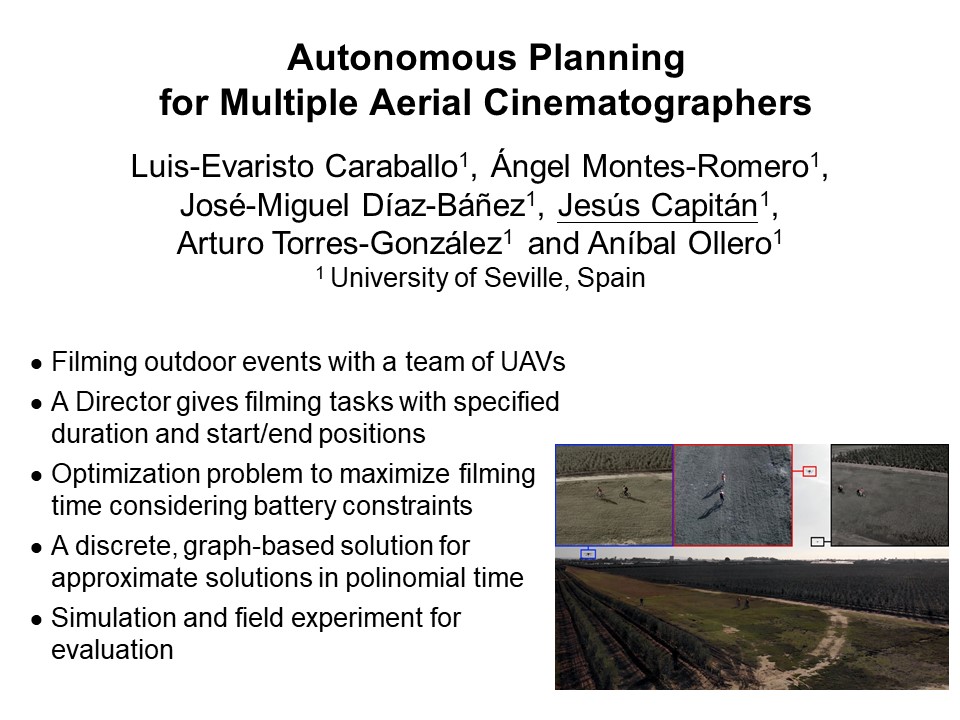 Autonomous Planning
for Multiple Aerial Cinematographers
Luis-Evaristo Caraballo¹, Ángel Montes-Romero¹,
José-Miguel Díaz-Báñez¹, Jesús Capitán¹,
Arturo Torres-González¹ and Aníbal Ollero¹
¹ University of Seville, Spain
● Filming outdoor events with a team of UAVs
● A Director gives filming tasks with specified
duration and start/end positions
● Optimization problem to maximize filming
time considering battery constraints
● A discrete, graph-based solution for
approximate solutions in polinomial time
● Simulation and field experiment for
evaluation